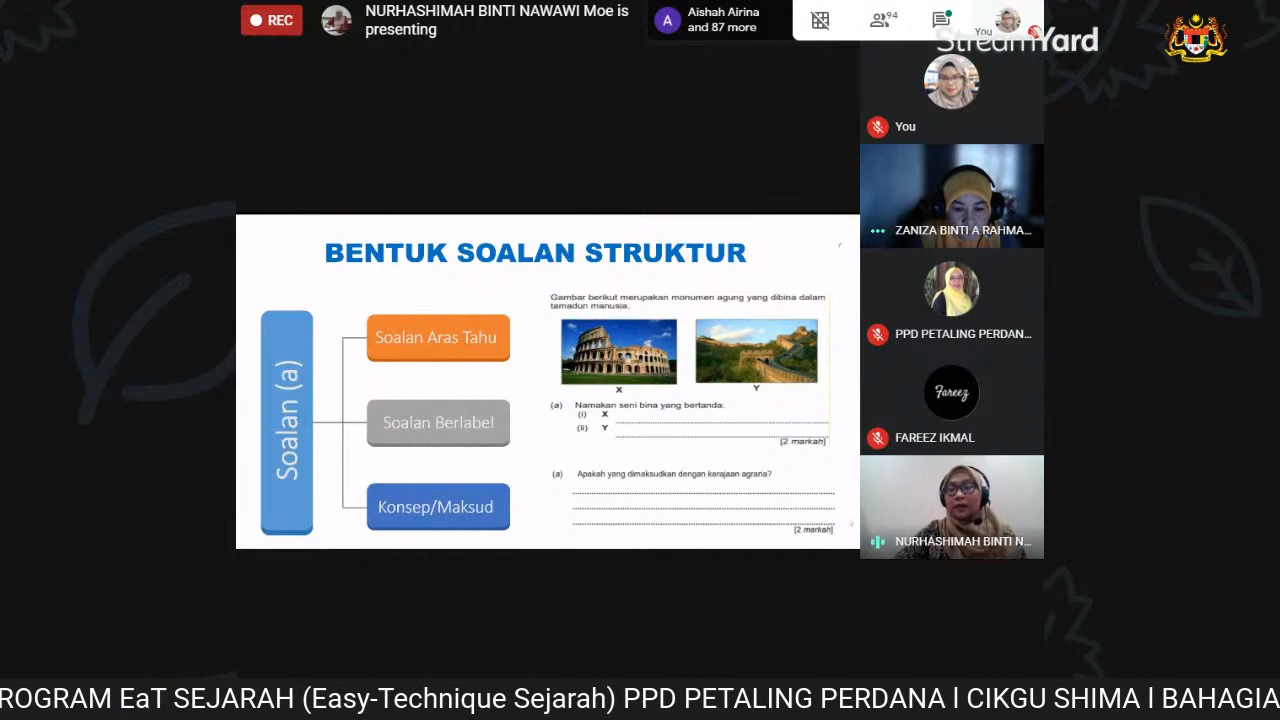 REC
NURHASHIMAH BINTI NAWAWI Moe is
presenting
A
Aishah Airina
and 87 more
94
You
StreamYard
You
ZANIZA BINTI A RAHMA...
PPD PETALING PERDAN...
Fareez
FAREEZ IKMAL
NURHASHIMAH BINTI N...
BENTUK SOALAN STRUKTUR
7
Soalan (a)
Soalan Aras Tahu
Soalan Berlabel
Konsep/Maksud
Gambar berikut merupakan monumen agung yang dibina dalam
tamadun manusia.
X
Y
(a) Namakan seni bina yang bertanda:
(i) X
(ii) Y
[2 markah]
(a) Apakah yang dimaksudkan dengan kerajaan agraria?
[2 markah]
ROGRAM EaT SEJARAH (Easy-Technique Sejarah) PPD PETALING PERDANA l CIKGU SHIMA l BAHAGIA